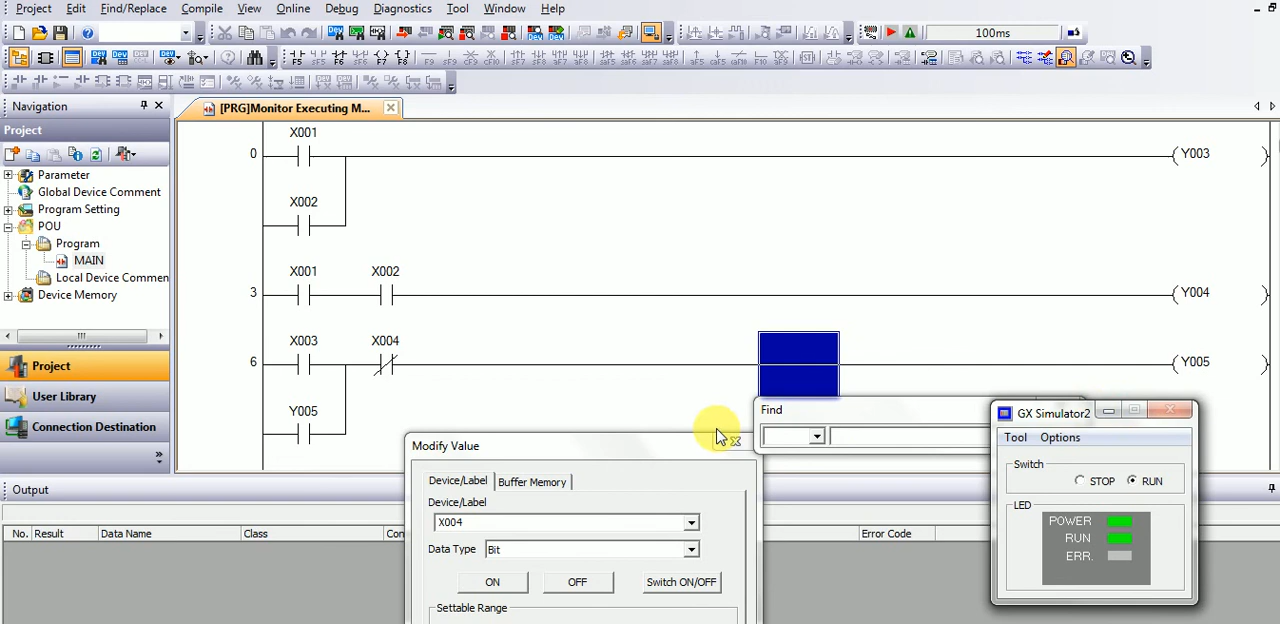 Project Edit Find/Replace Compile View Online Debug Diagnostics Tool Window Help
100ms
Navigation
[PRG]Monitor Executing M...
Project
Parameter
Global Device Comment
Program Setting
POU
Program
MAIN
Local Device Commen
Device Memory
Project
User Library
Connection Destination
X001
0
Y003
X002
X001 X002
3
Y004
X003 X004
6
Y005
Y005
Find
Modify Value
Device/Label Buffer Memory
Device/Label
X004
Data Type Bit
ON OFF Switch ON/OFF
Settable Range
GX Simulator2
Tool Options
Switch
STOP RUN
LED
POWER
RUN
ERR.
Output
No. Result Data Name Class Con Error Code